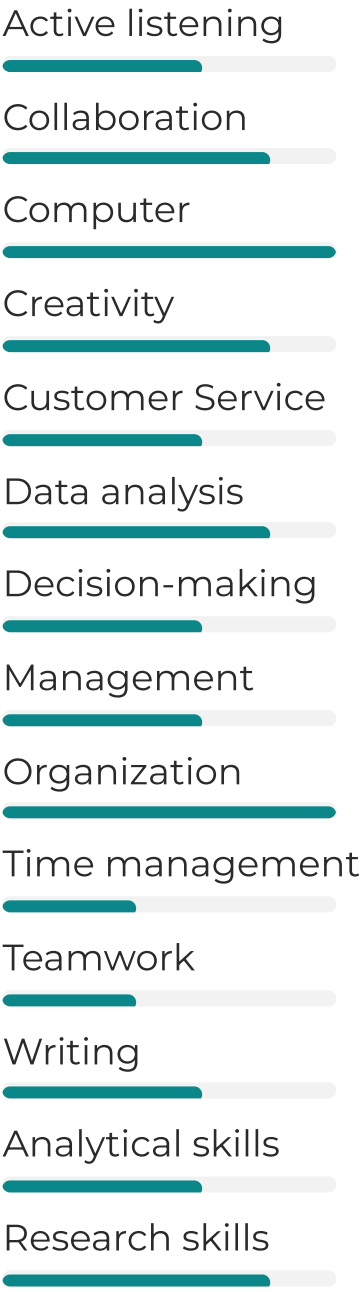 Active listening
Collaboration
Computer
Creativity
Customer Service
Data analysis
Decision-making
Management
Organization
Time management
Teamwork
Writing
Analytical skills
Research skills